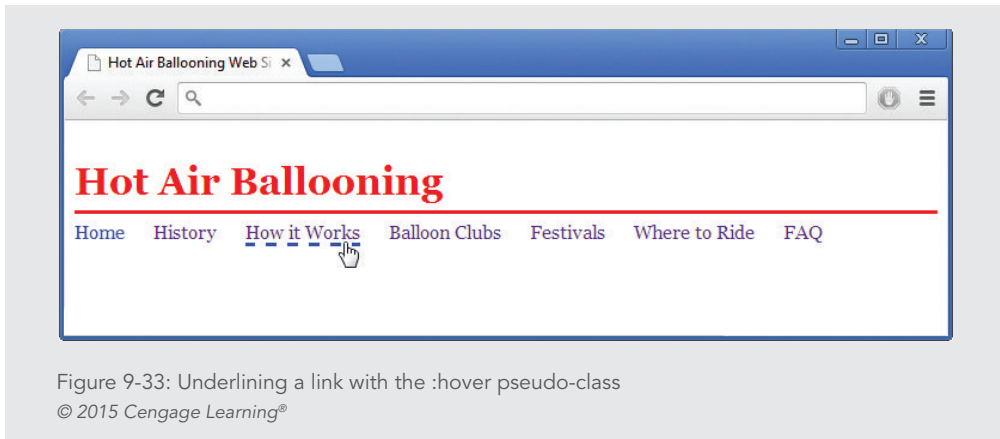 Hot Air Ballooning Web Si
Hot Air Ballooning
Home History How it Works Balloon Clubs Festivals Where to Ride FAQ
Figure 9-33: Underlining a link with the :hover pseudo-class
© 2015 Cengage Learning®